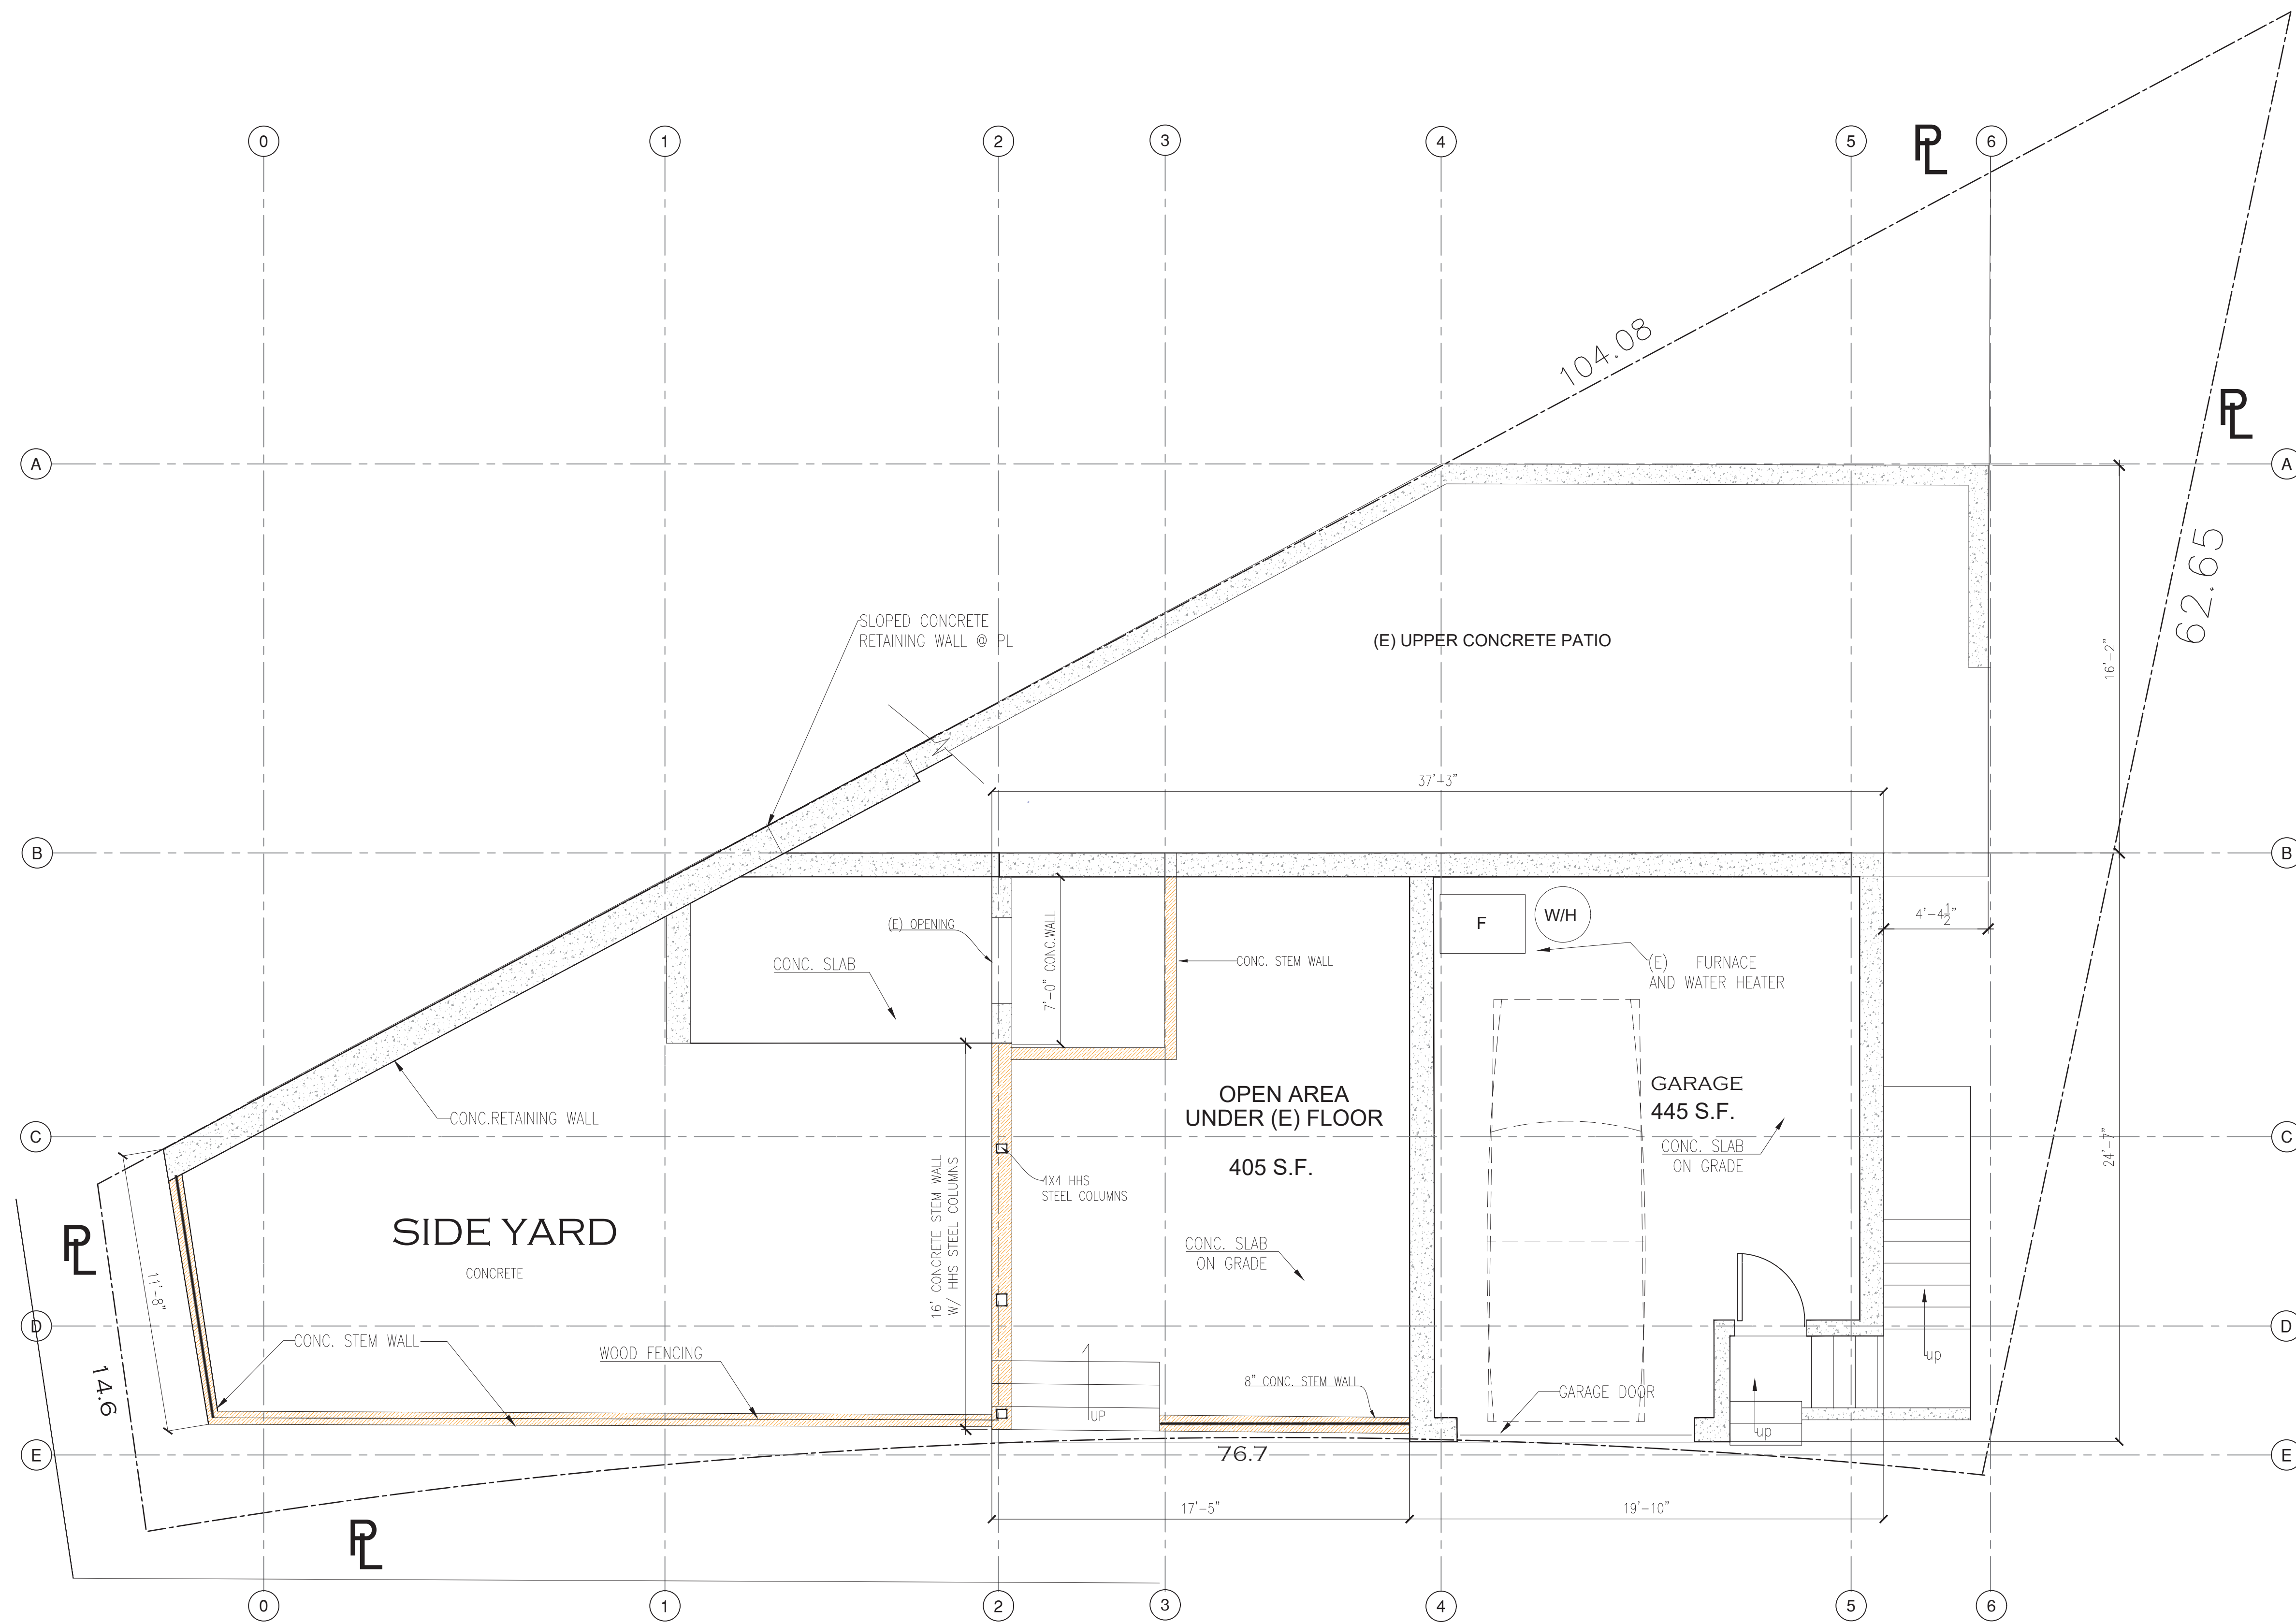 0
1
2
3
4
5
6
PL
104.08
A
A
PL
62.65
SLOPED CONCRETE
RETAINING WALL @ PL
(E) UPPER CONCRETE PATIO
16'-2"
37'-3"
B
B
(E) OPENING
CONC. SLAB
7'-0" CONC.WALL
CONC. STEM WALL
F
W/H
(E) FURNACE
AND WATER HEATER
4'-4 1/2"
CONC.RETAINING WALL
OPEN AREA
UNDER (E) FLOOR
405 S.F.
GARAGE
445 S.F.
CONC. SLAB
ON GRADE
C
C
24'-7"
16' CONCRETE STEM WALL
W/ HHS STEEL COLUMNS
4X4 HHS
STEEL COLUMNS
SIDE YARD
CONCRETE
PL
11'-8"
CONC. SLAB
ON GRADE
D
D
CONC. STEM WALL
WOOD FENCING
14.6
UP
8" CONC. STEM WALL
GARAGE DOOR
up
up
E
E
76.7
17'-5"
19'-10"
PL
0
1
2
3
4
5
6